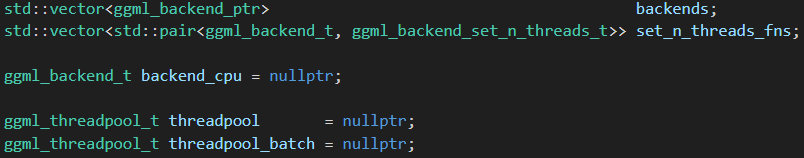 std::vector<ggml_backend_ptr> backends;
std::vector<std::pair<ggml_backend_t, ggml_backend_set_n_threads_t>> set_n_threads_fns;
ggml_backend_t backend_cpu = nullptr;
ggml_threadpool_t threadpool = nullptr;
ggml_threadpool_t threadpool_batch = nullptr;